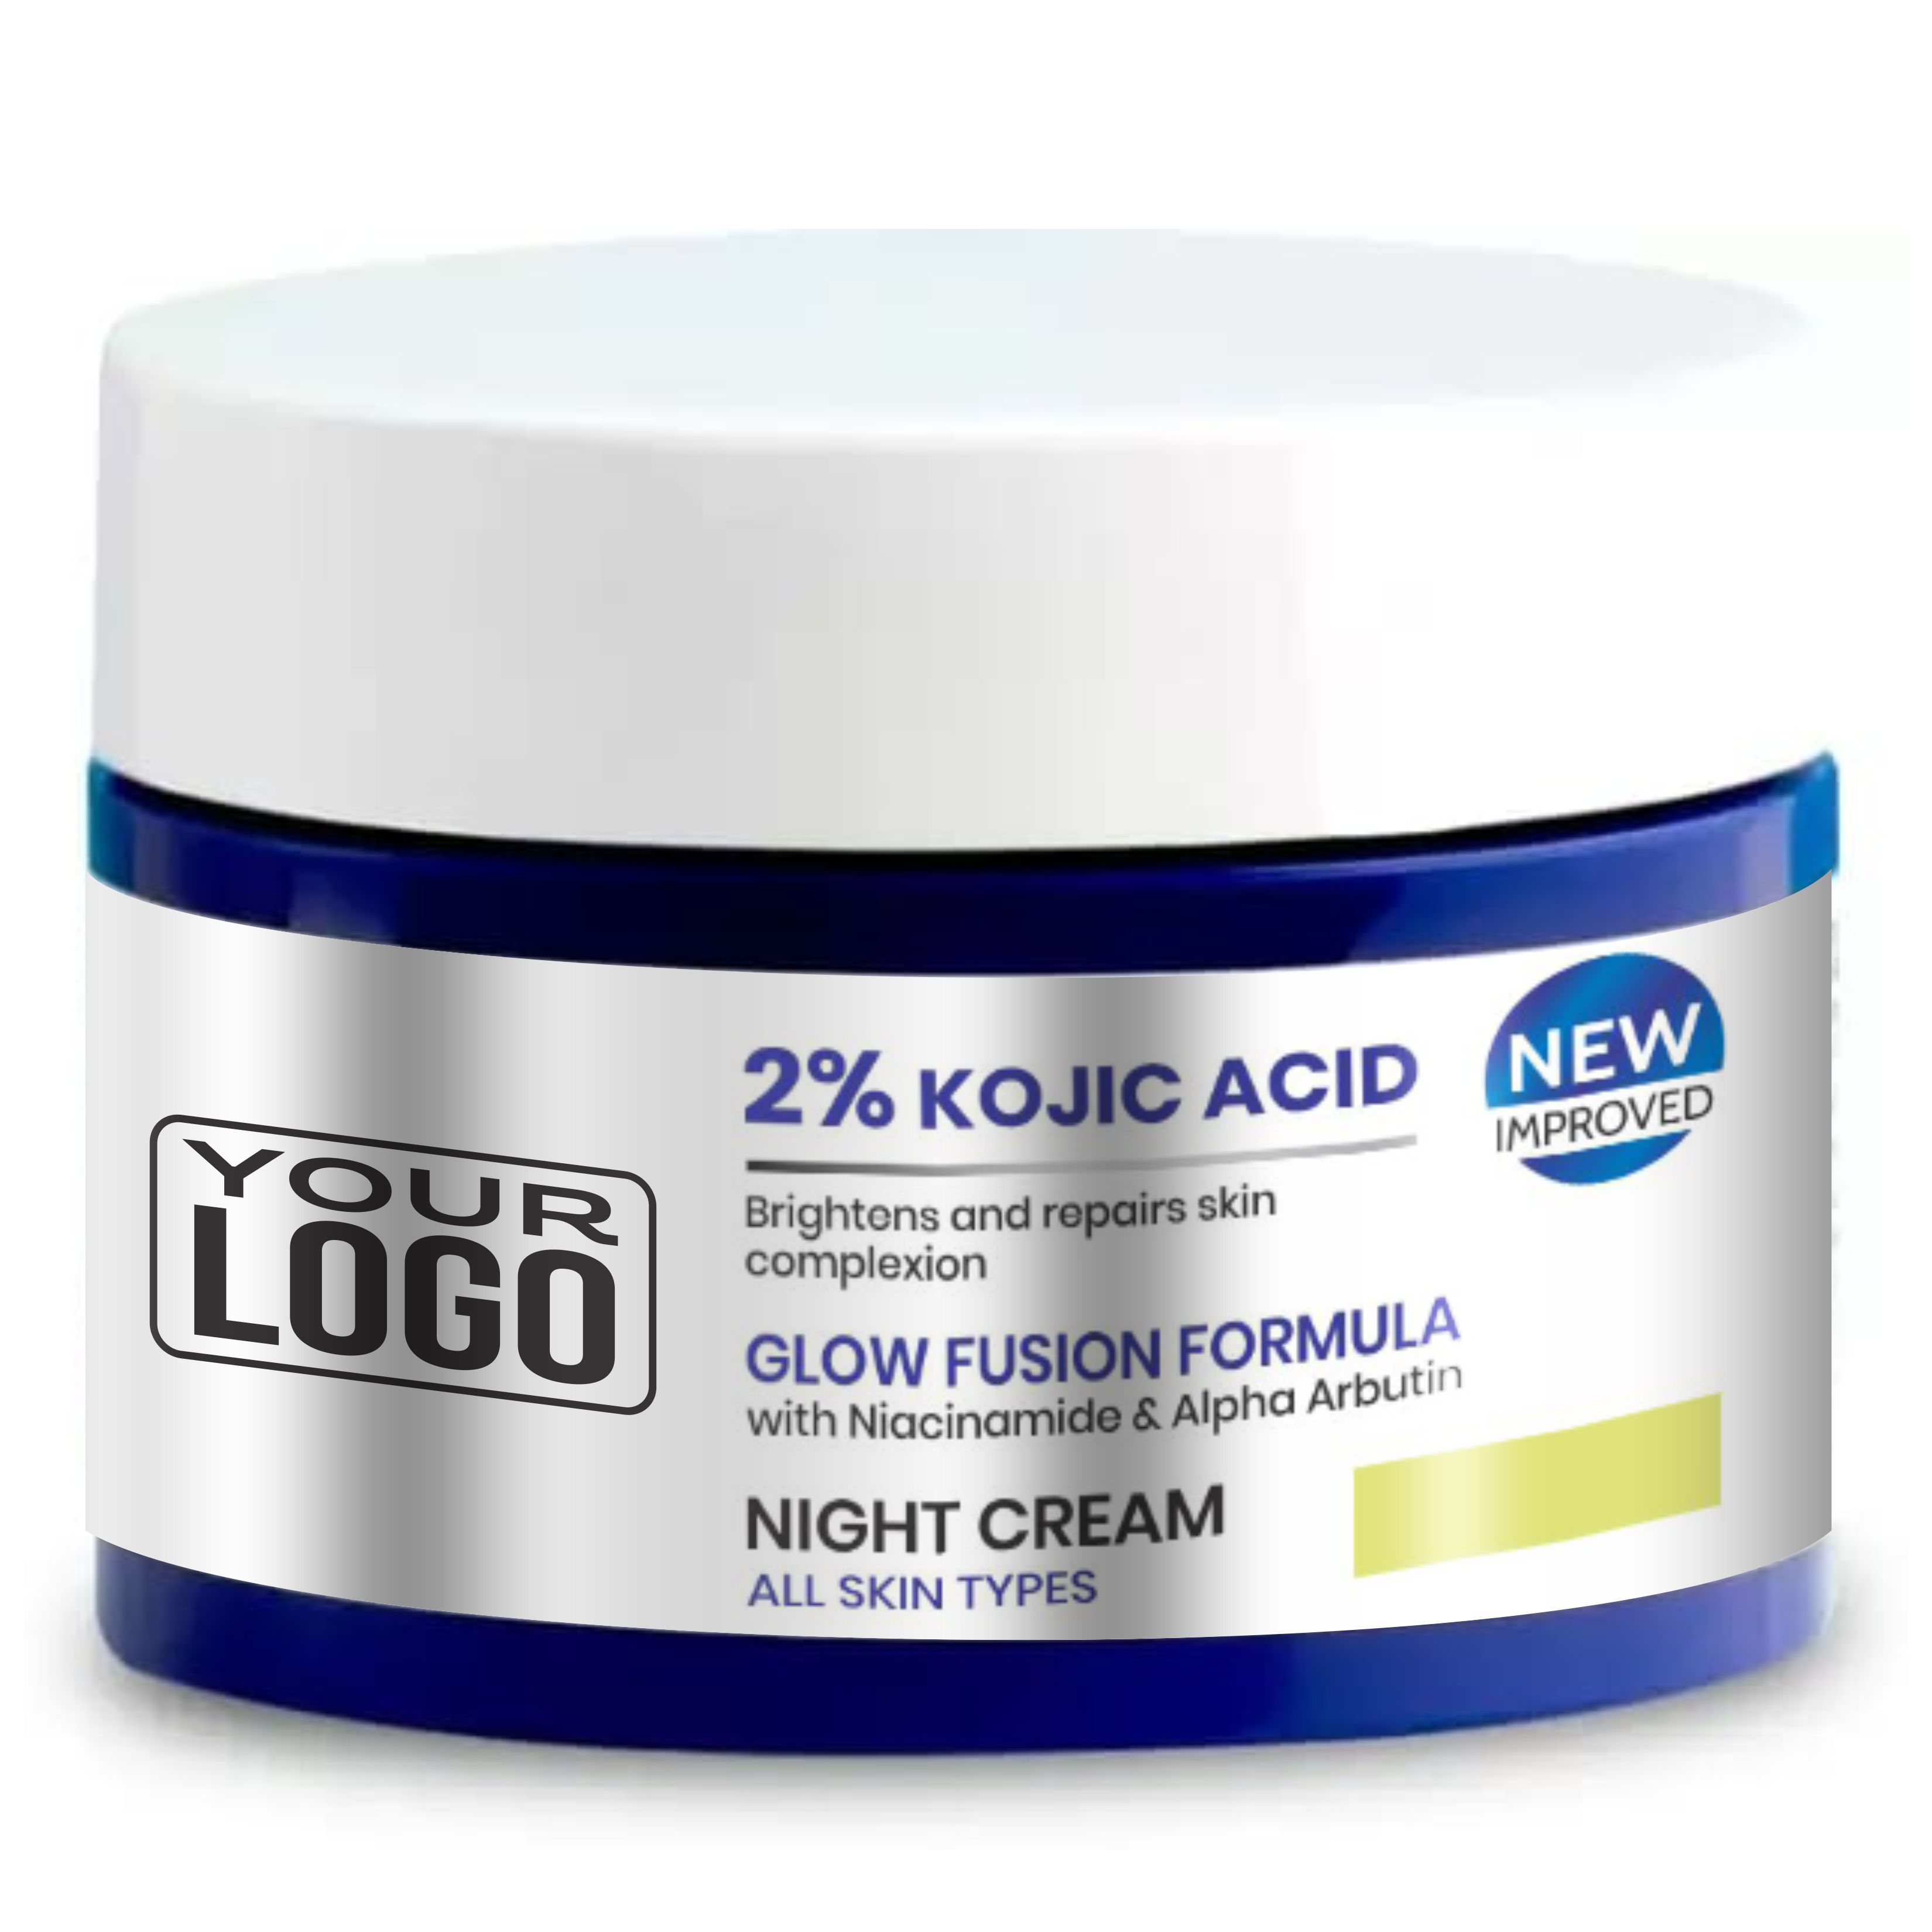 YOUR
LOGO
2% KOJIC ACID
NEW
IMPROVED
Brightens and repairs skin
complexion
GLOW FUSION FORMULA
with Niacinamide & Alpha Arbutin
NIGHT CREAM
ALL SKIN TYPES